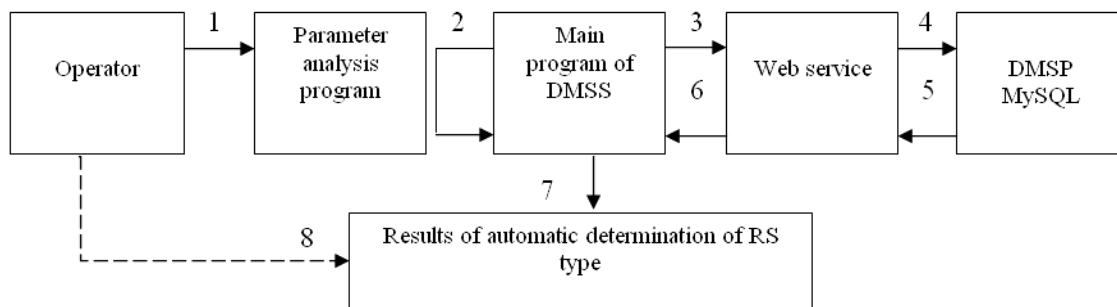 1
2
3
4
Operator
Parameter
analysis
program
Main
program of
DMSS
Web service
DMSP
MySQL
6
5
7
8
Results of automatic determination of RS
type